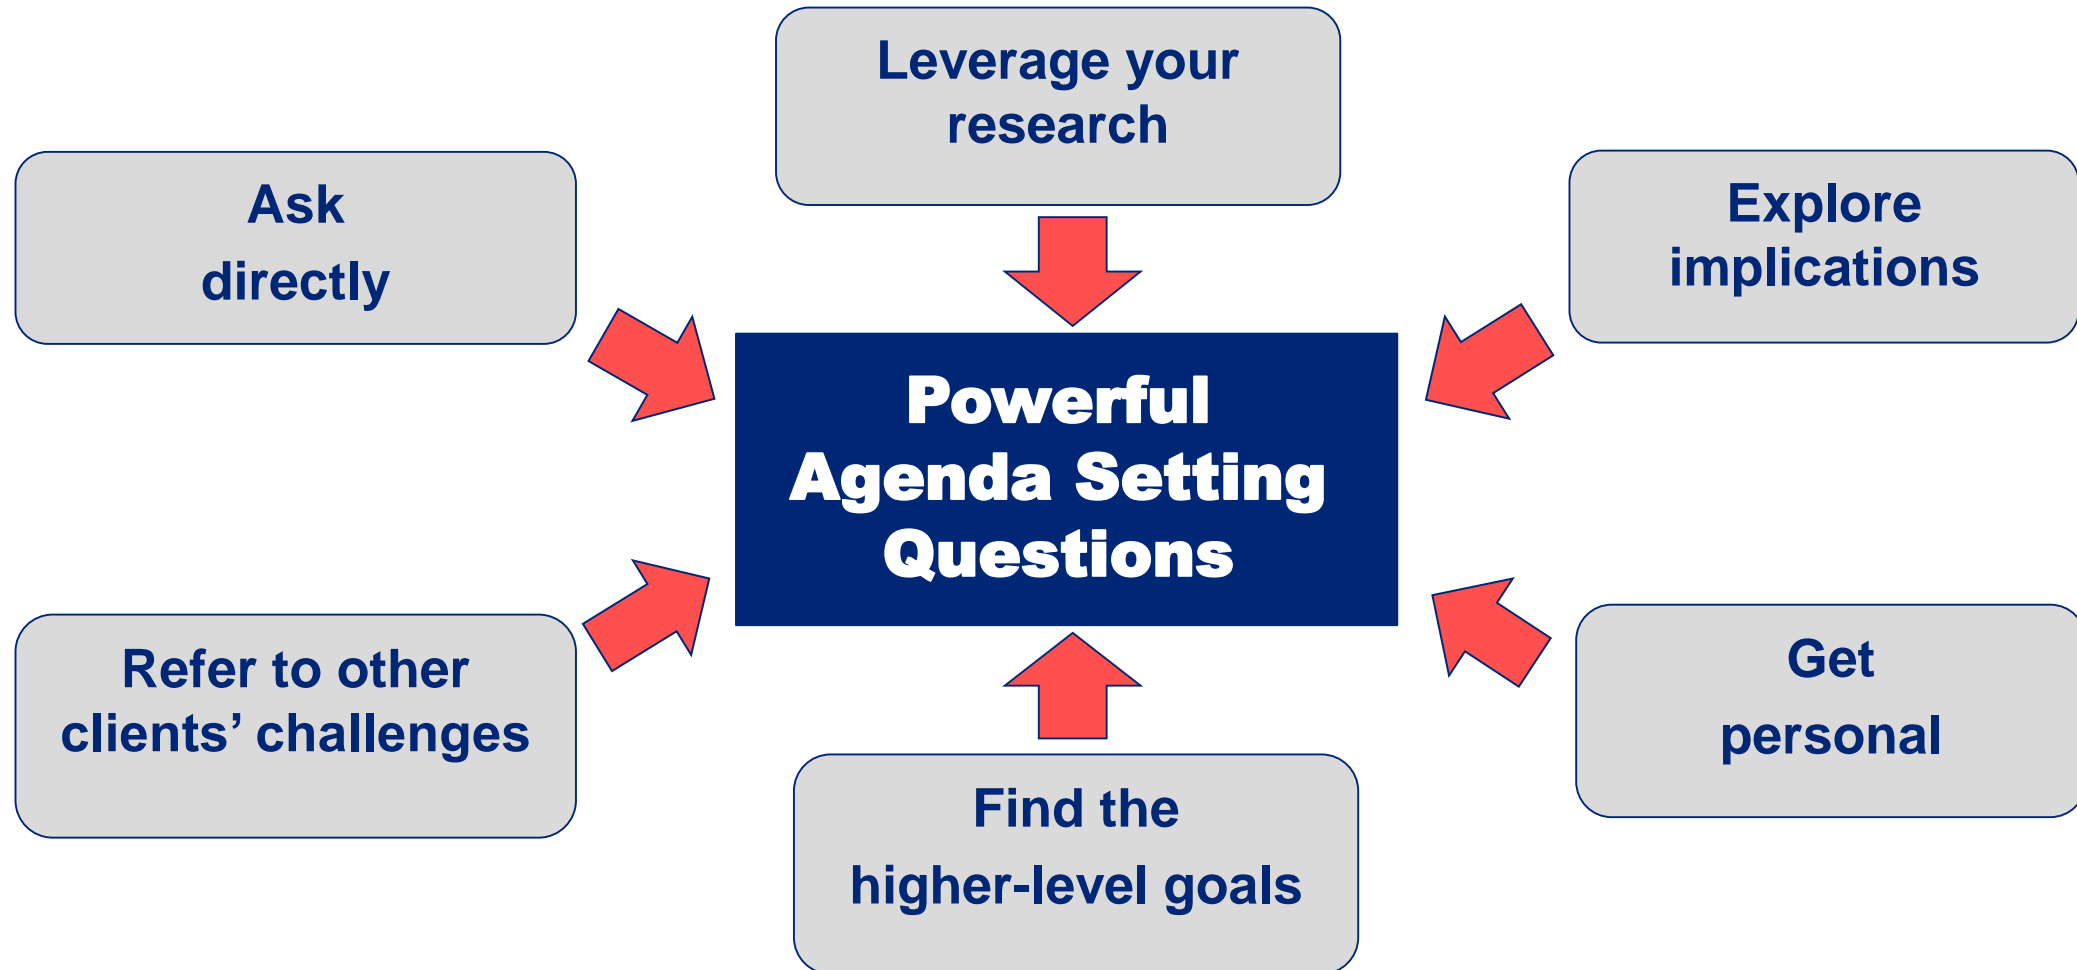 Leverage your
research
Ask
directly
Explore
implications
Powerful
Agenda Setting
Questions
Refer to other
clients’ challenges
Get
personal
Find the
higher-level goals